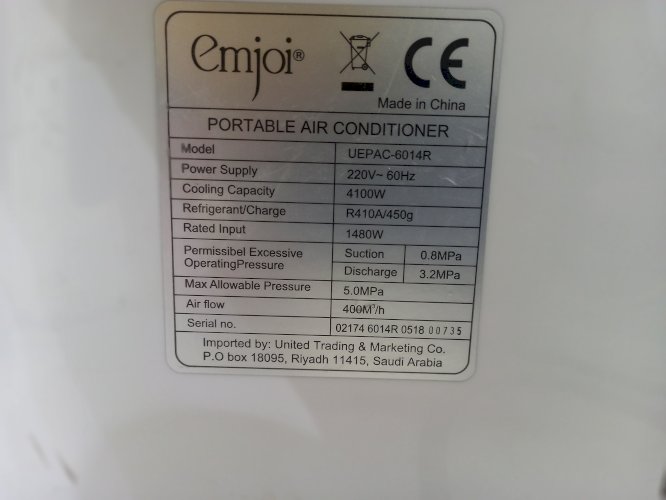 emjoi®
CE
Made in China
PORTABLE AIR CONDITIONER
Model UEPAC-6014R
Power Supply 220V~ 60Hz
Cooling Capacity 4100W
Refrigerant/Charge R410A/450g
Rated Input 1480W
Permissibel Excessive
OperatingPressure
Suction 0.8MPa
Discharge 3.2MPa
Max Allowable Pressure 5.0MPa
Air flow 400M³/h
Serial no. 02174 6014R 0518 00735
Imported by: United Trading & Marketing Co.
P.O box 18095, Riyadh 11415, Saudi Arabia